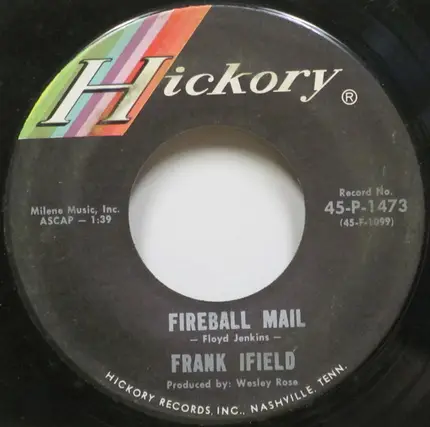 Hickory ®
Record No.
Milene Music, Inc. 45-P-1473
ASCAP — 1:39 (45-F-1099)
FIREBALL MAIL
— Floyd Jenkins —
FRANK IFIELD
Produced by: Wesley Rose
HICKORY RECORDS, INC., NASHVILLE, TENN.